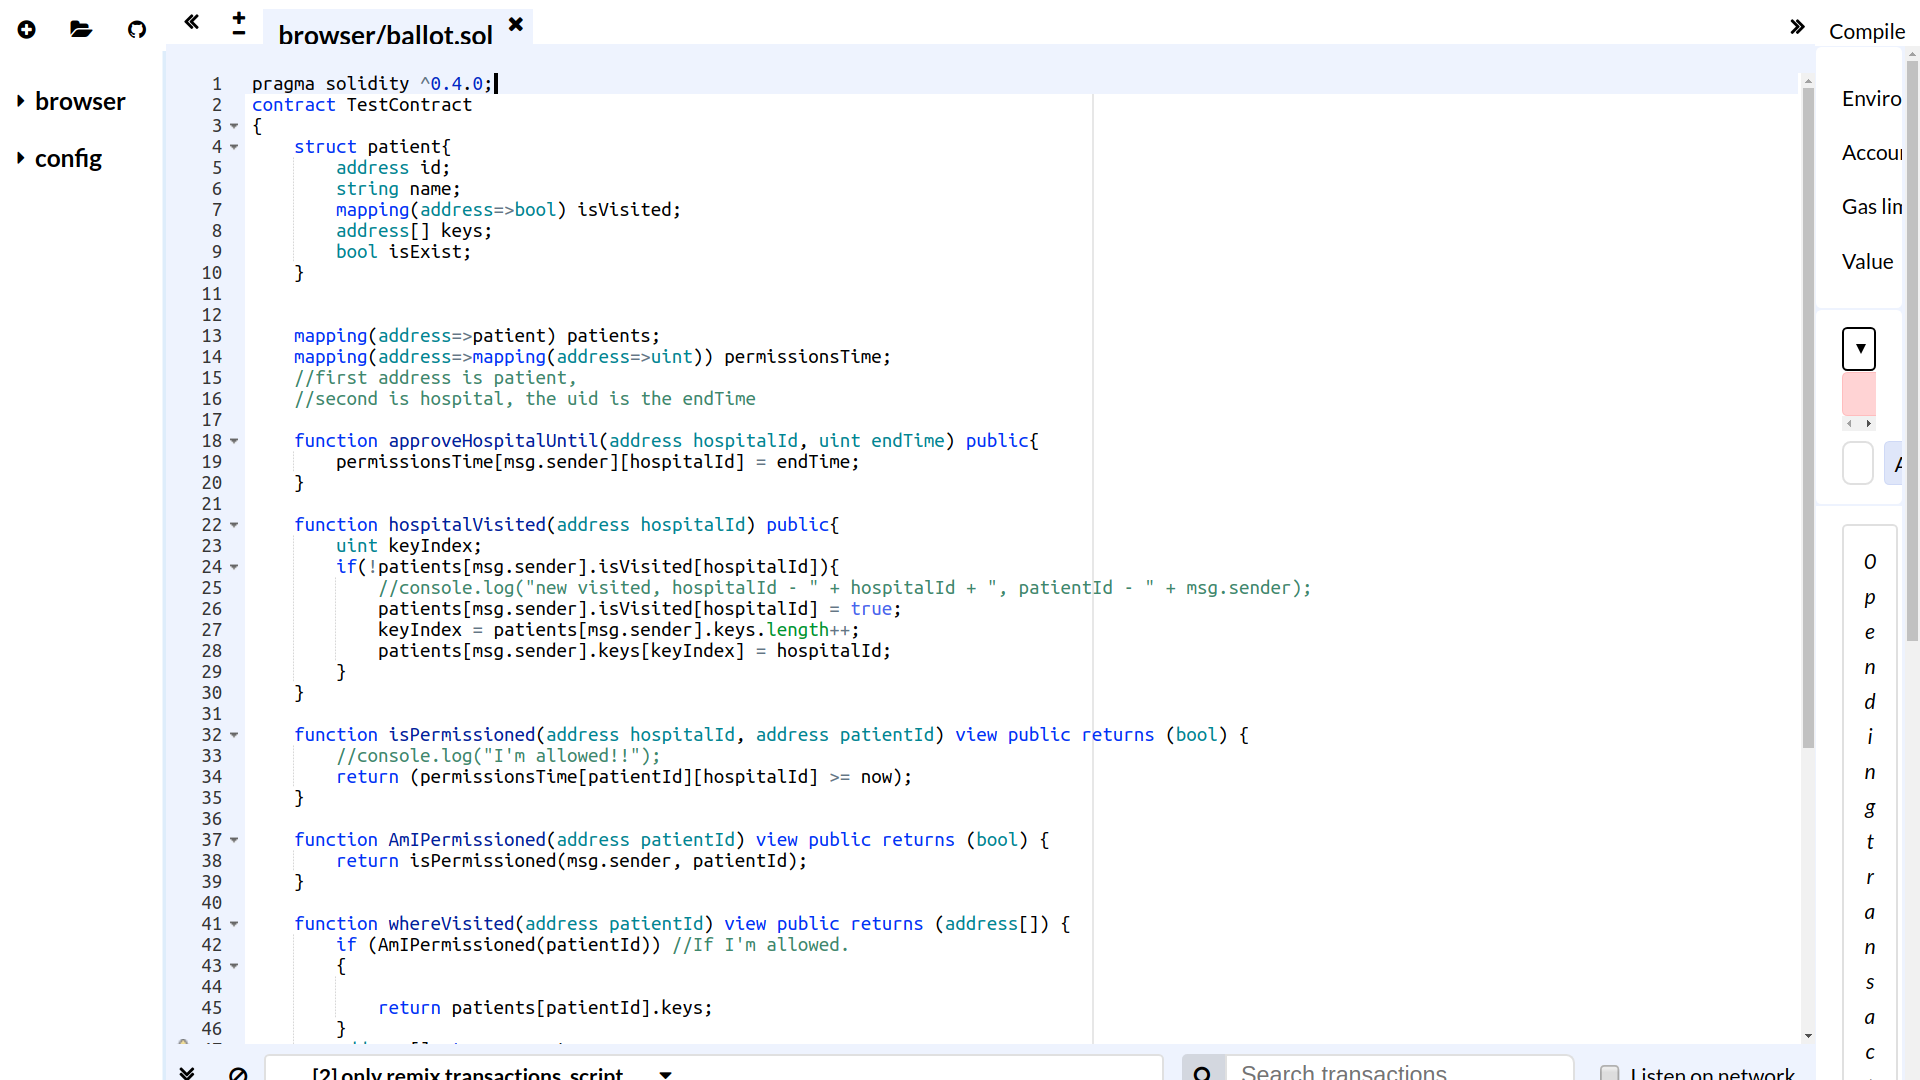 browser/ballot.sol
Compile
browser
config
1 pragma solidity ^0.4.0;
2 contract TestContract
3 {
4 struct patient{
5 address id;
6 string name;
7 mapping(address=>bool) isVisited;
8 address[] keys;
9 bool isExist;
10 }
11
12
13 mapping(address=>patient) patients;
14 mapping(address=>mapping(address=>uint)) permissionsTime;
15 //first address is patient,
16 //second is hospital, the uid is the endTime
17
18 function approveHospitalUntil(address hospitalId, uint endTime) public{
19 permissionsTime[msg.sender][hospitalId] = endTime;
20 }
21
22 function hospitalVisited(address hospitalId) public{
23 uint keyIndex;
24 if(!patients[msg.sender].isVisited[hospitalId]){
25 //console.log("new visited, hospitalId - " + hospitalId + ", patientId - " + msg.sender);
26 patients[msg.sender].isVisited[hospitalId] = true;
27 keyIndex = patients[msg.sender].keys.length++;
28 patients[msg.sender].keys[keyIndex] = hospitalId;
29 }
30 }
31
32 function isPermissioned(address hospitalId, address patientId) view public returns (bool) {
33 //console.log("I'm allowed!!");
34 return (permissionsTime[patientId][hospitalId] >= now);
35 }
36
37 function AmIPermissioned(address patientId) view public returns (bool) {
38 return isPermissioned(msg.sender, patientId);
39 }
40
41 function whereVisited(address patientId) view public returns (address[]) {
42 if (AmIPermissioned(patientId)) //If I'm allowed.
43 {
44
45 return patients[patientId].keys;
46 }
Enviro
Accou
Gas lim
Value
A
0
p
e
n
d
i
n
g
t
r
a
n
s
a
c
[2] only remix transactions, script
Search transactions
Listen on network